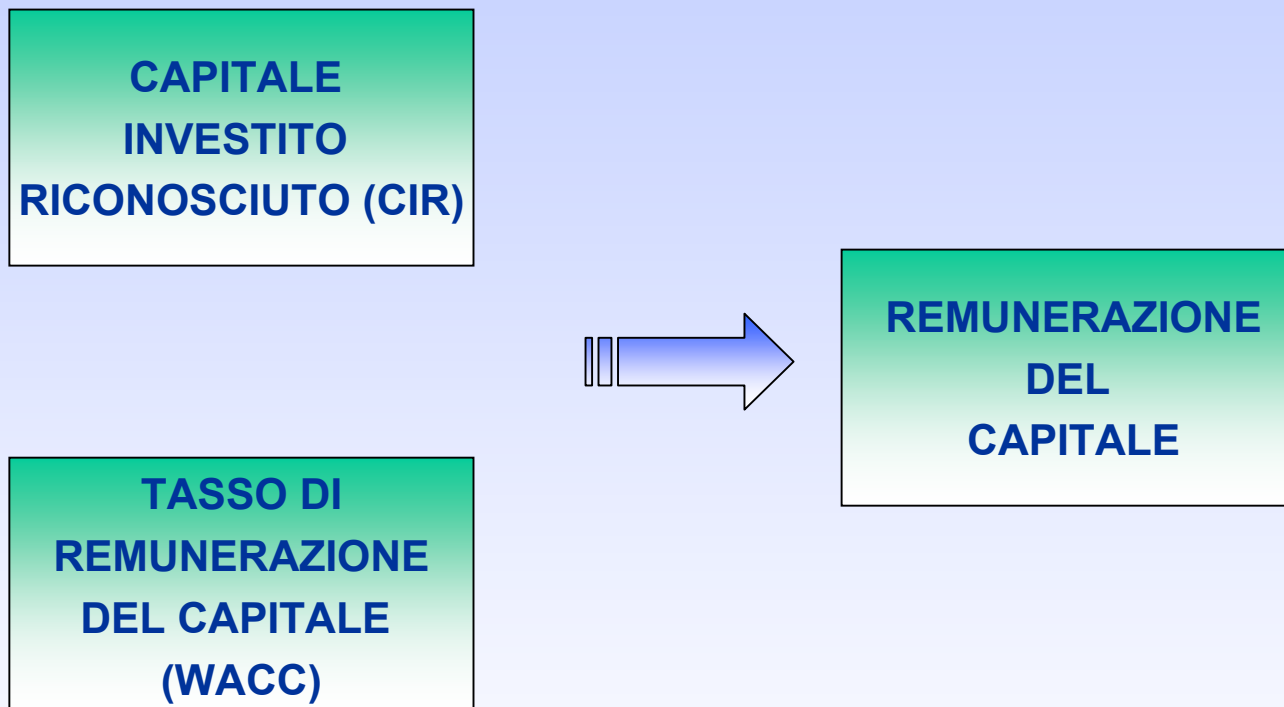 CAPITALE
INVESTITO
RICONOSCIUTO (CIR)
TASSO DI
REMUNERAZIONE
DEL CAPITALE
(WACC)
REMUNERAZIONE
DEL
CAPITALE